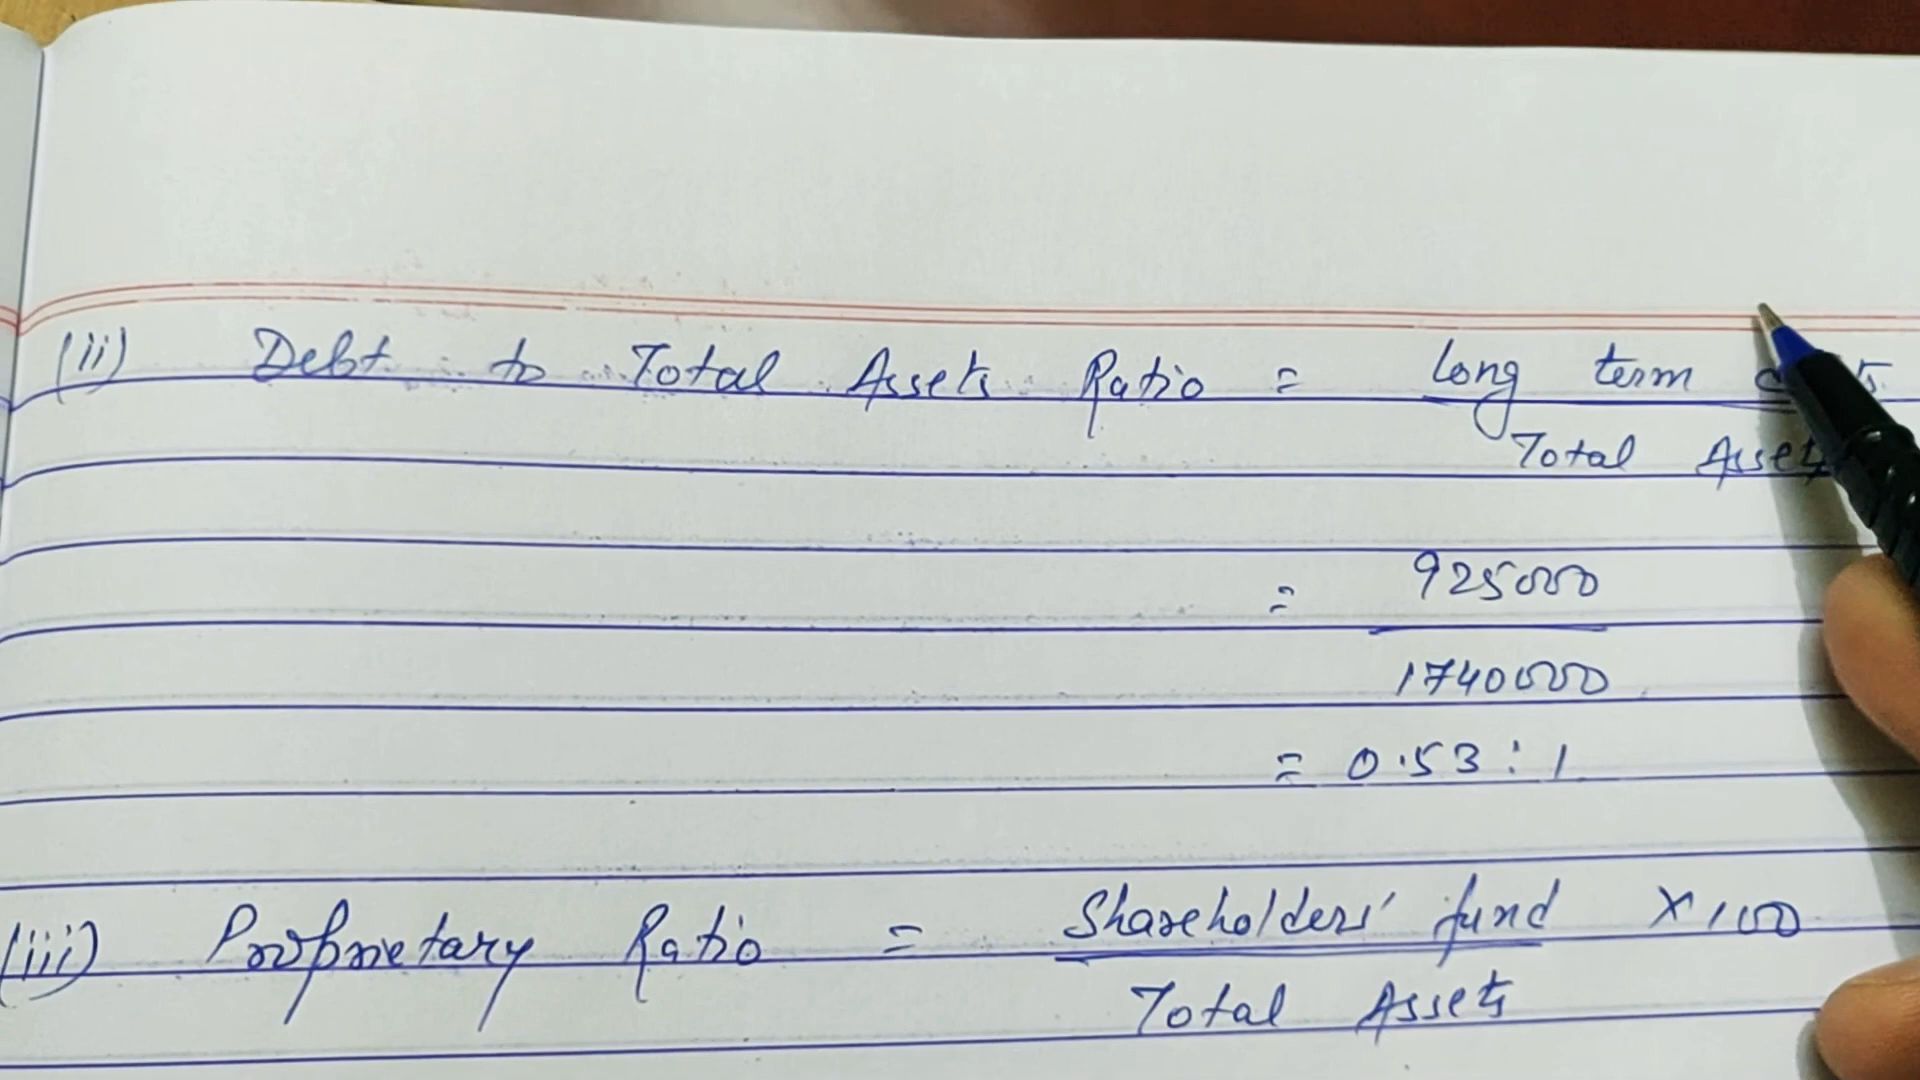 (ii) Debt to Total Assets Ratio = Long term
Total Assets
= 925000
1740000
= 0.53 : 1
(iii) Proprietary Ratio = Shareholders' fund × 100
Total Assets